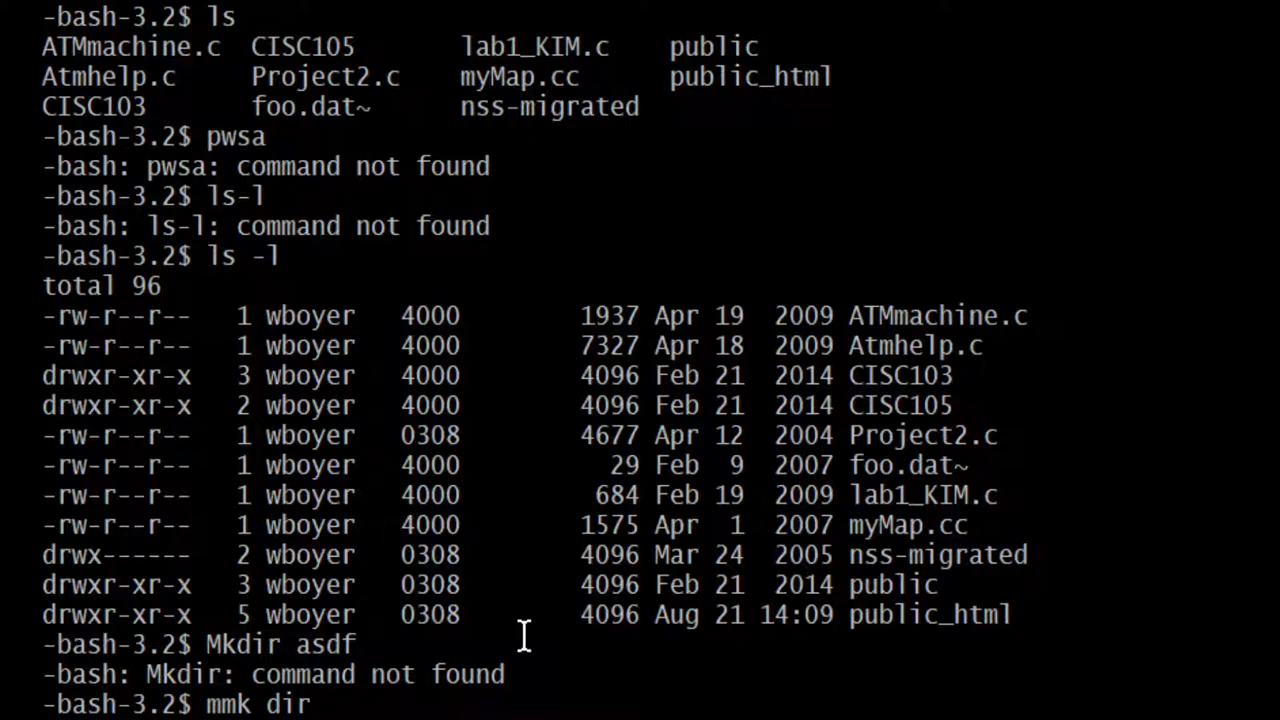 -bash-3.2$ ls
ATMmachine.c  CISC105       lab1_KIM.c    public
Atmhelp.c     Project2.c    myMap.cc      public_html
CISC103       foo.dat~      nss-migrated
-bash-3.2$ pwsa
-bash: pwsa: command not found
-bash-3.2$ ls-l
-bash: ls-l: command not found
-bash-3.2$ ls -l
total 96
-rw-r--r--   1 wboyer   4000        1937 Apr 19  2009 ATMmachine.c
-rw-r--r--   1 wboyer   4000        7327 Apr 18  2009 Atmhelp.c
drwxr-xr-x   3 wboyer   4000        4096 Feb 21  2014 CISC103
drwxr-xr-x   2 wboyer   4000        4096 Feb 21  2014 CISC105
-rw-r--r--   1 wboyer   0308        4677 Apr 12  2004 Project2.c
-rw-r--r--   1 wboyer   4000          29 Feb  9  2007 foo.dat~
-rw-r--r--   1 wboyer   4000         684 Feb 19  2009 lab1_KIM.c
-rw-r--r--   1 wboyer   4000        1575 Apr  1  2007 myMap.cc
drwx------   2 wboyer   0308        4096 Mar 24  2005 nss-migrated
drwxr-xr-x   3 wboyer   0308        4096 Feb 21  2014 public
drwxr-xr-x   5 wboyer   0308        4096 Aug 21 14:09 public_html
-bash-3.2$ Mkdir asdf
-bash: Mkdir: command not found
-bash-3.2$ mmk dir